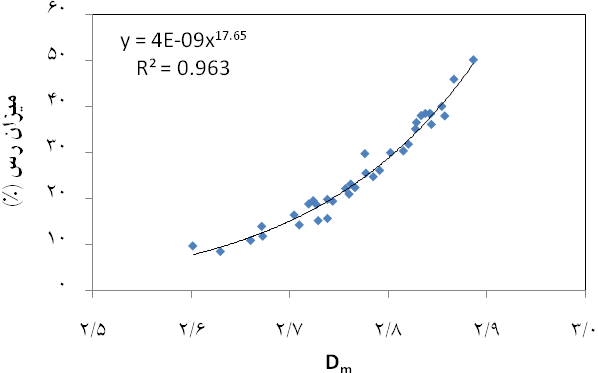 y = 4E-09x^17.65
R² = 0.963
۶۰
۵۰
۴۰
۳۰
۲۰
۱۰
۰
میزان رس (%)
۲/۵ ۲/۶ ۲/۷ ۲/۸ ۲/۹ ۳/۰
Dm